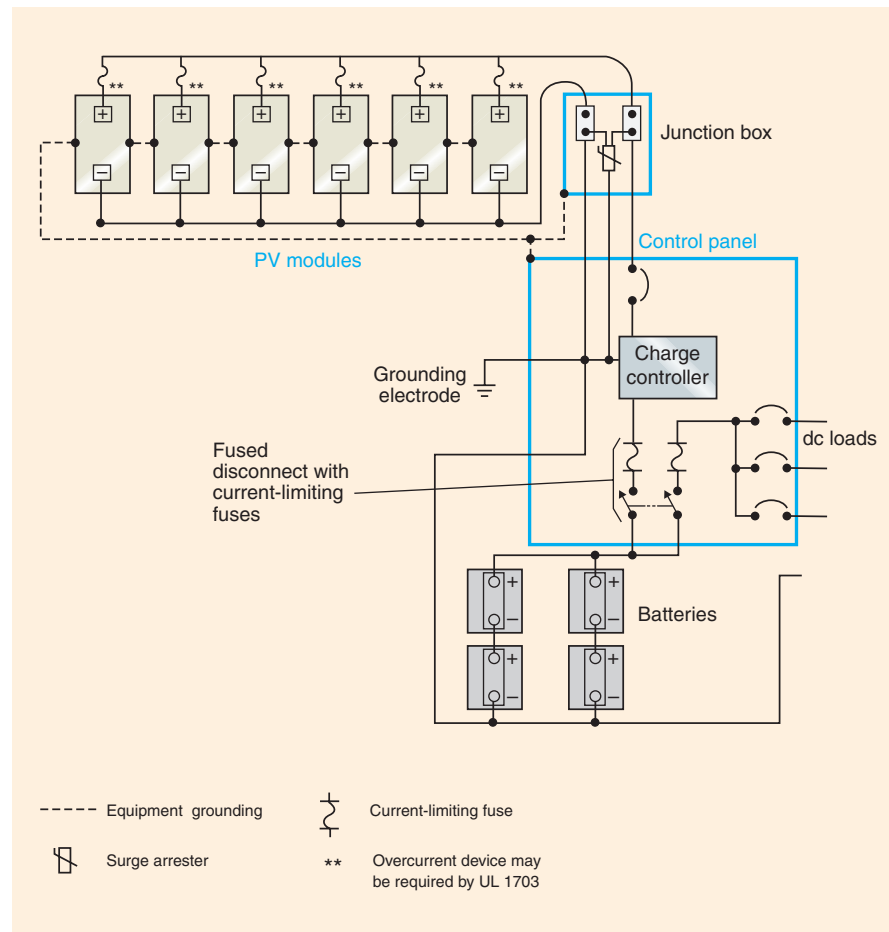 ** ** ** ** ** **
+ + + + + +
− − − − − −
Junction box
PV modules
Control panel
Charge
controller
Grounding
electrode
dc loads
Fused
disconnect with
current-limiting
fuses
+ +
− −
Batteries
+ +
− −
Equipment grounding
Current-limiting fuse
Surge arrester
** Overcurrent device may
be required by UL 1703